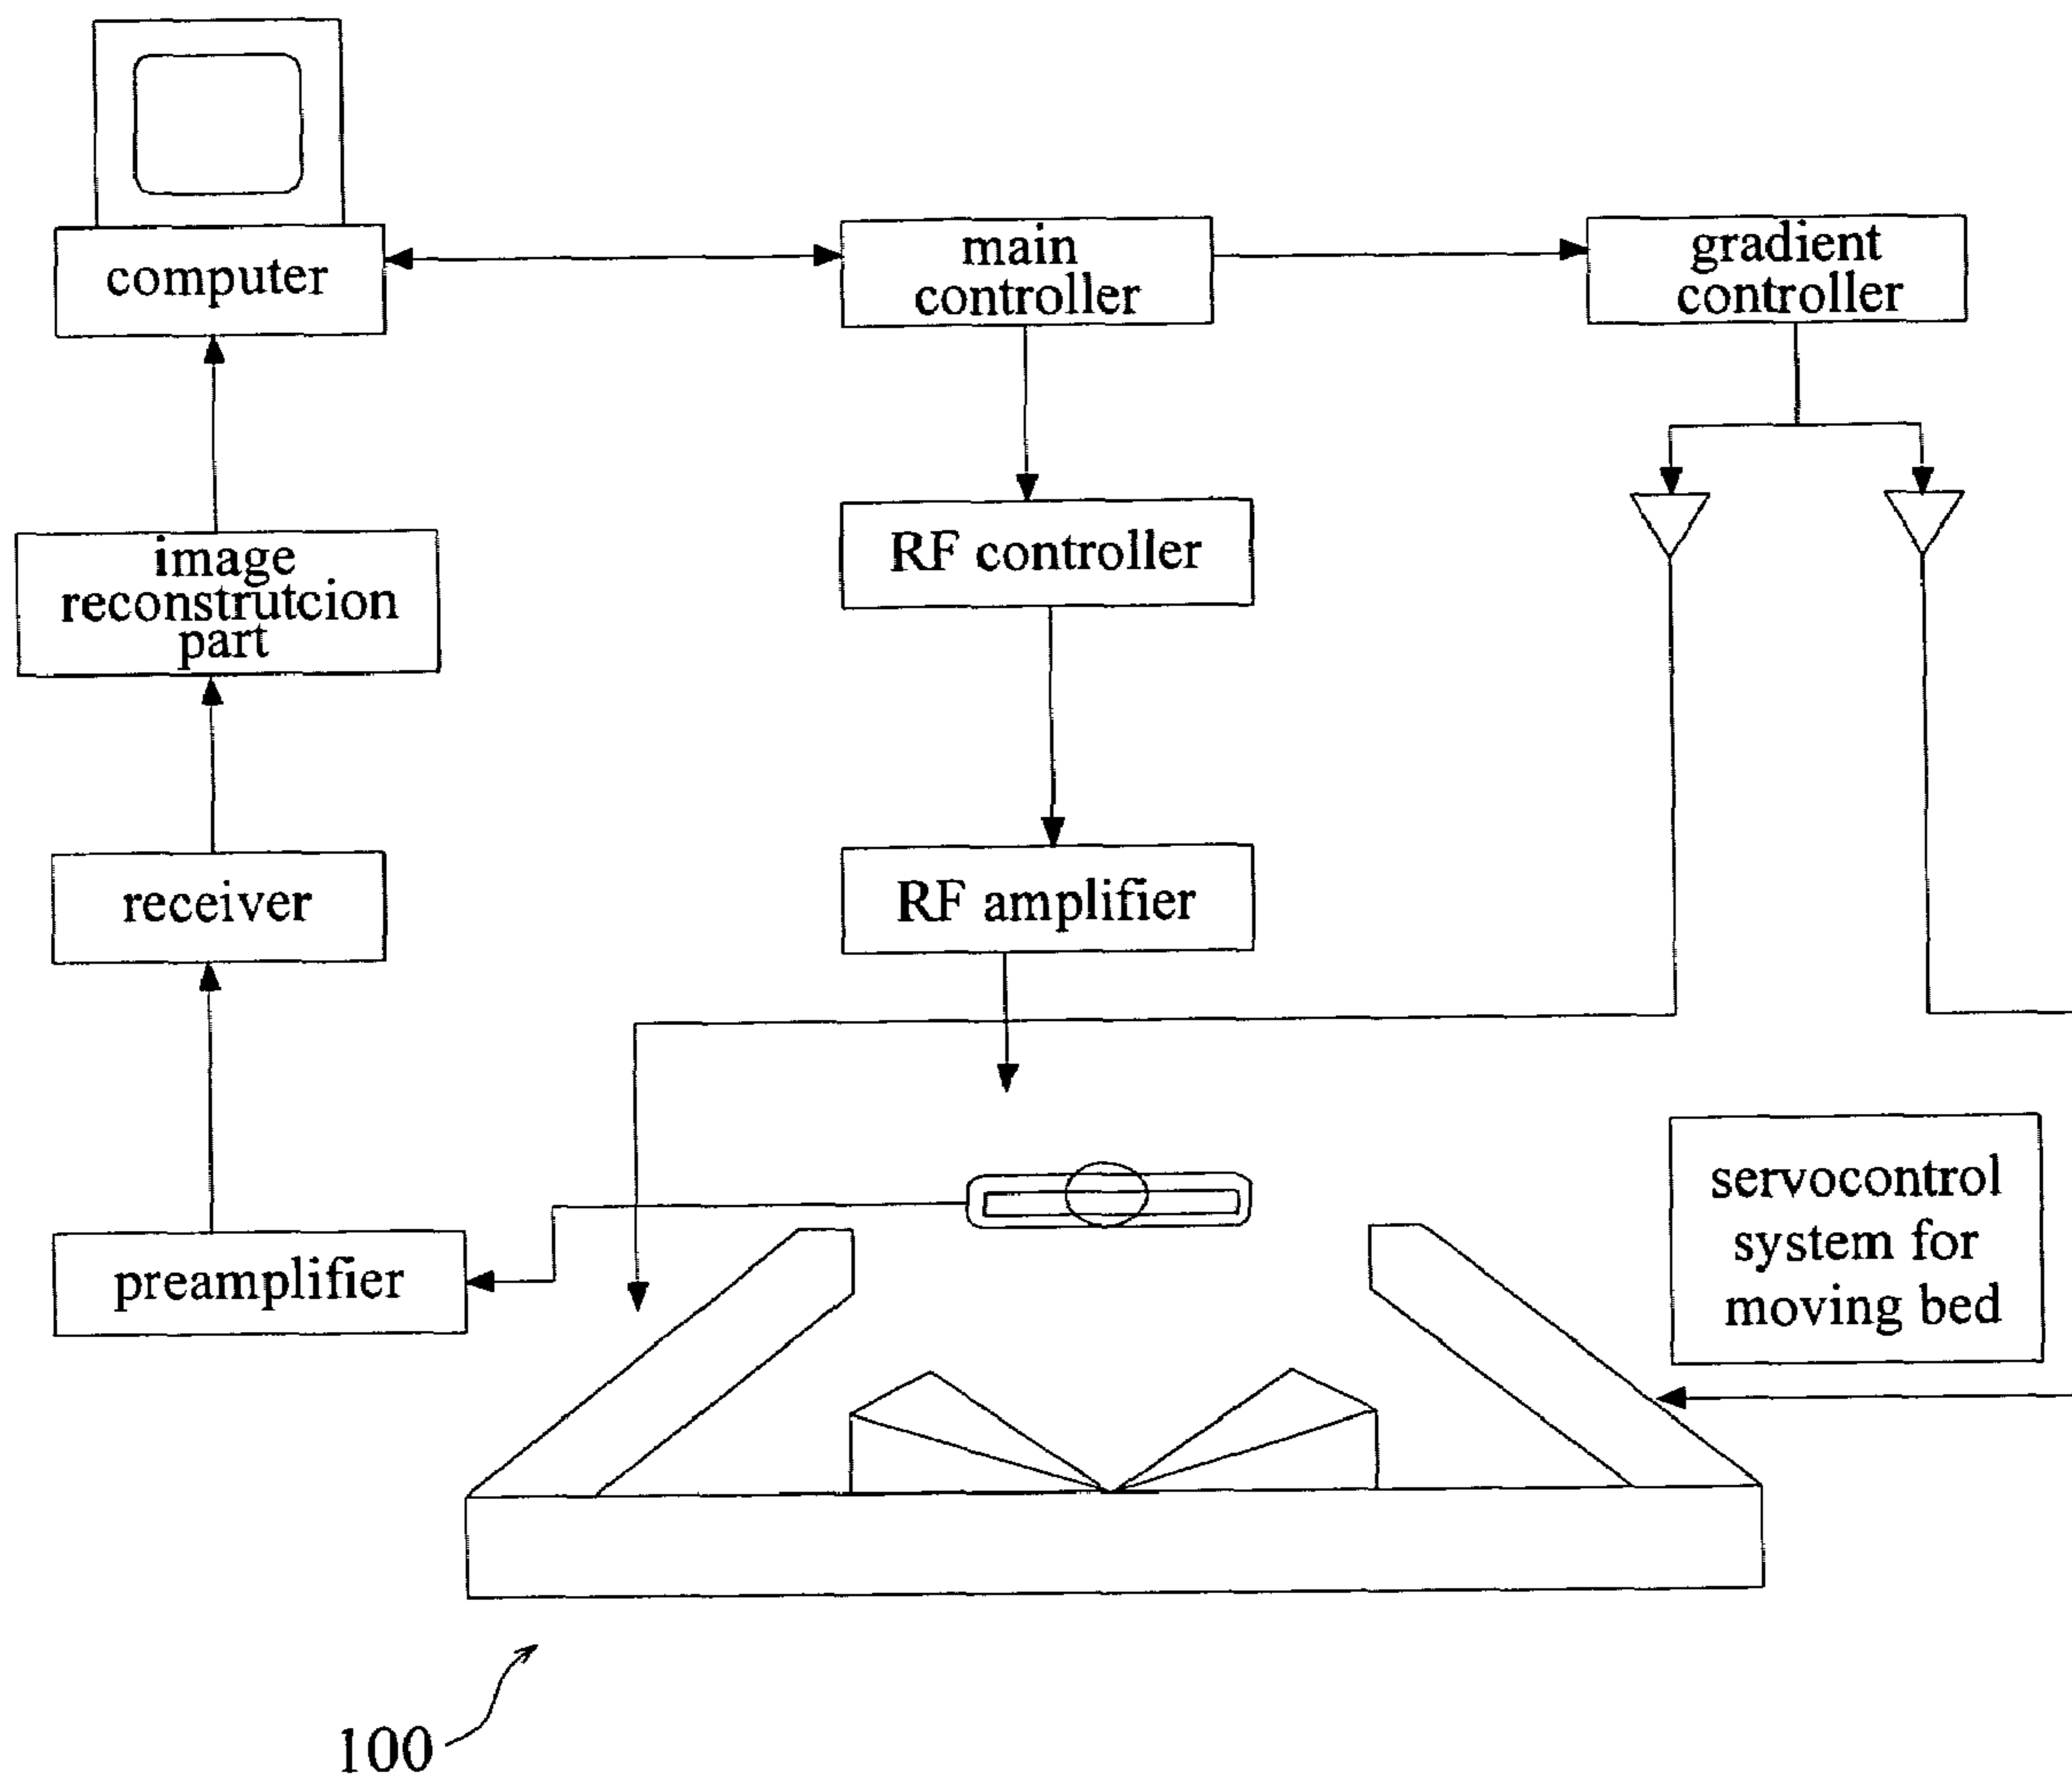 computer
main
controller
gradient
controller
image
reconstrutcion
part
RF controller
receiver
RF amplifier
preamplifier
servocontrol
system for
moving bed
100